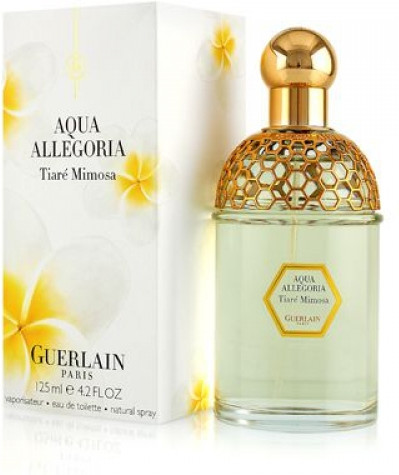 AQUA
ALLEGORIA
Tiaré Mimosa
GUERLAIN
PARIS
125 ml e 4.2 FL.OZ
vaporisateur • eau de toilette • natural spray
AQUA
ALLEGORIA
Tiaré Mimosa
GUERLAIN
PARIS